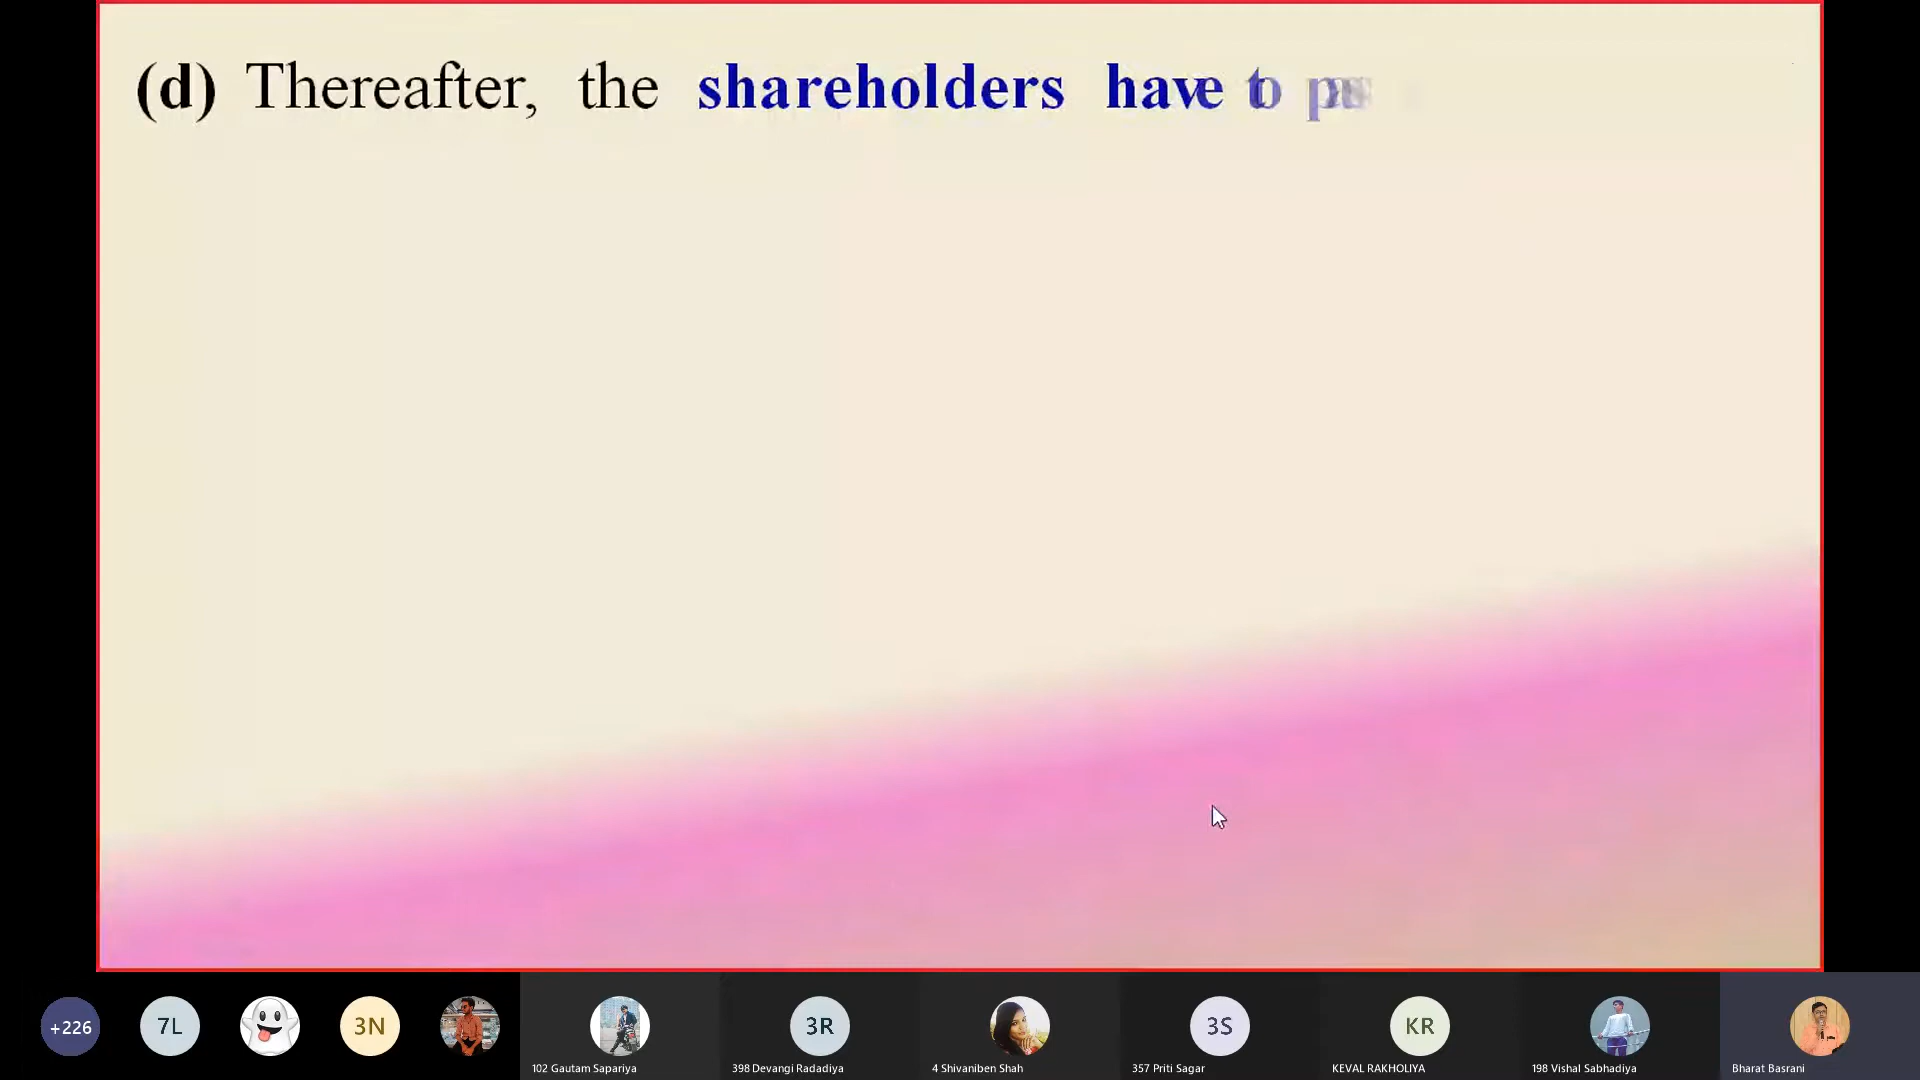 (d) Thereafter, the shareholders have to
+226
7L
3N
3R
3S
KR
102 Gautam Sapariya
398 Devangi Radadiya
4 Shivaniben Shah
357 Priti Sagar
KEVAL RAKHOLIYA
198 Vishal Sabhadiya
Bharat Basrani